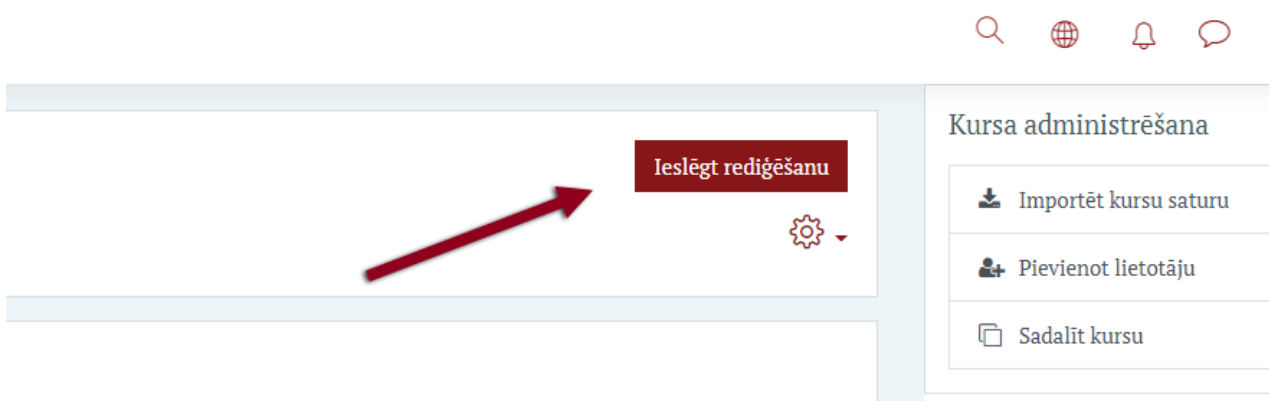 Kursa administrēšana
Ieslēgt rediģēšanu
Importēt kursu saturu
Pievienot lietotāju
Sadalīt kursu